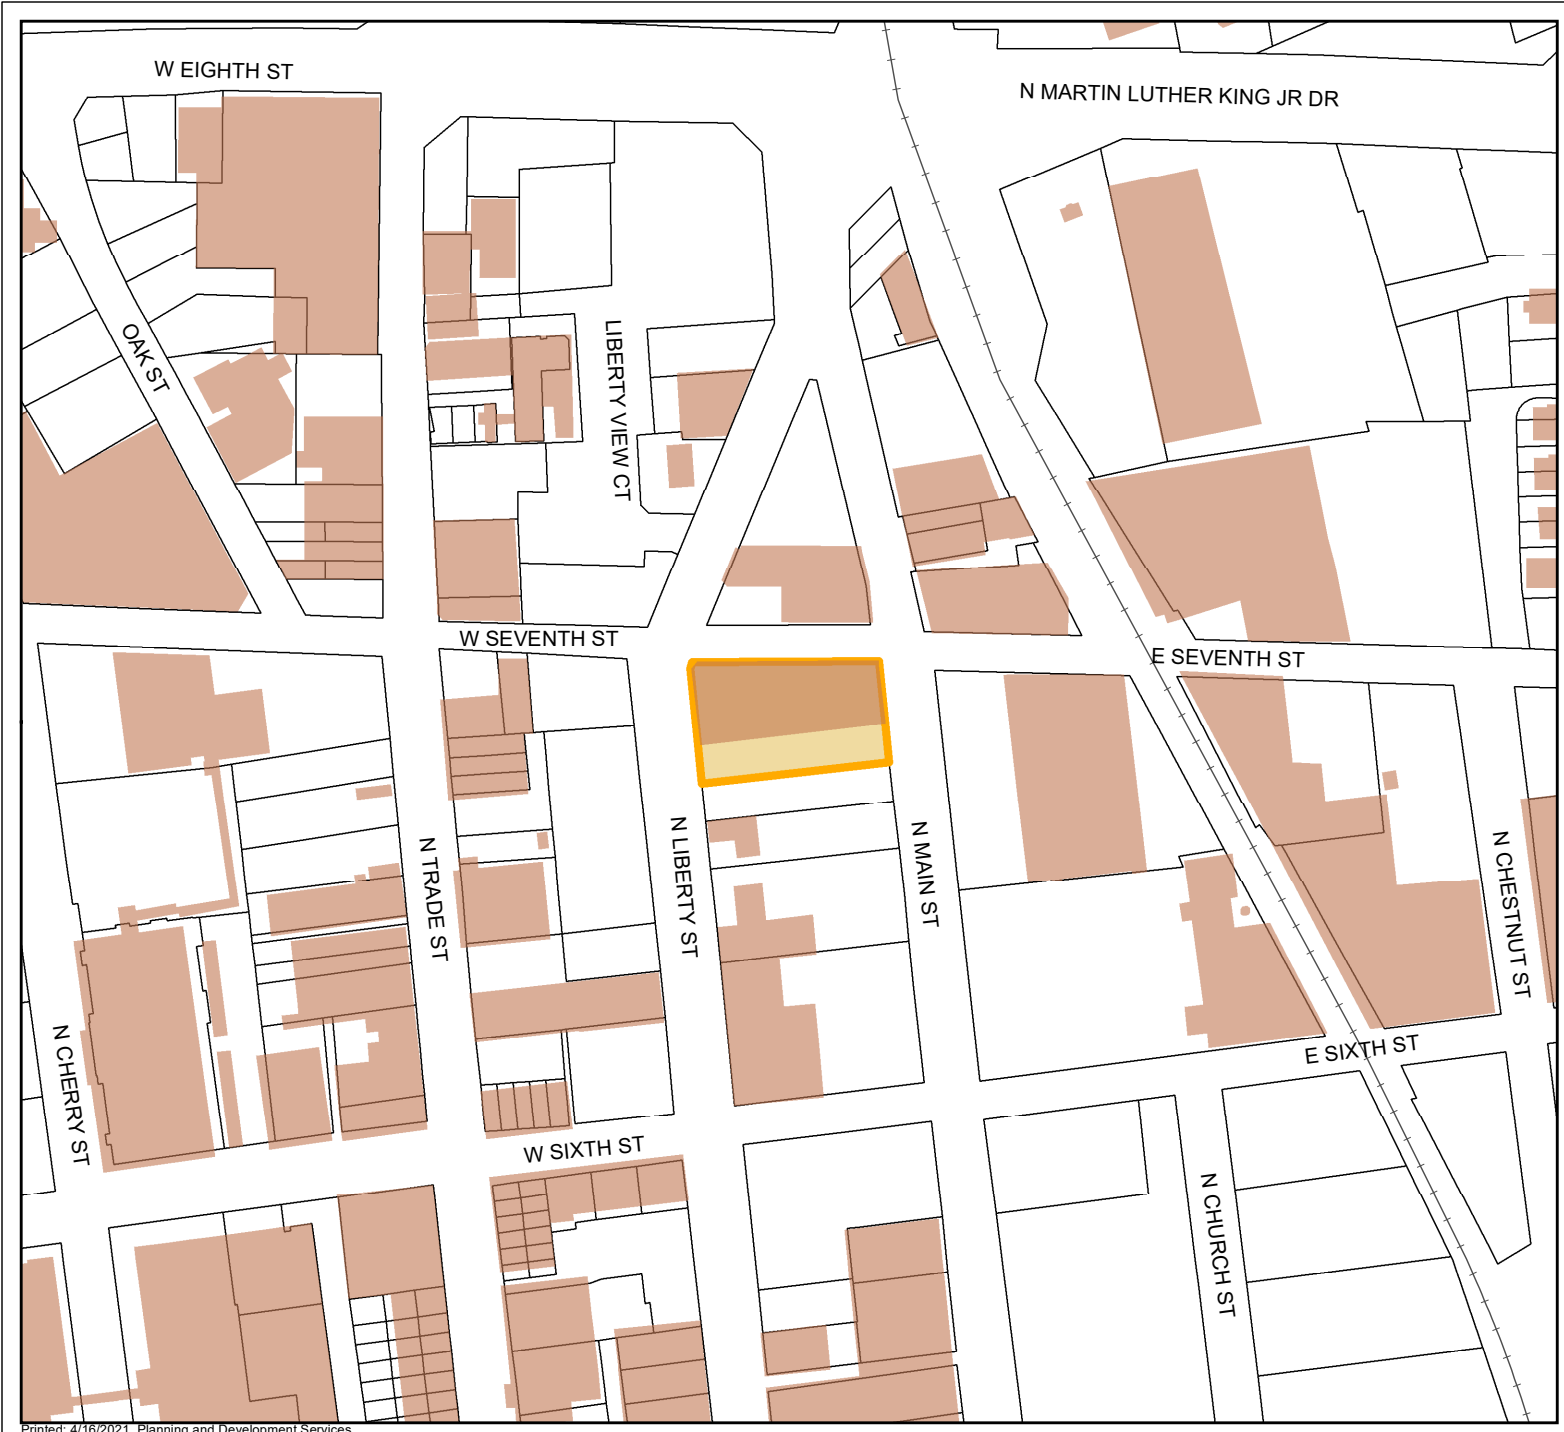 W EIGHTH ST
N MARTIN LUTHER KING JR DR
OAK ST
LIBERTY VIEW CT
W SEVENTH ST
E SEVENTH ST
N TRADE ST
N LIBERTY ST
N MAIN ST
N CHESTNUT ST
N CHERRY ST
E SIXTH ST
W SIXTH ST
N CHURCH ST
Printed: 4/16/2021 Planning and Development Services